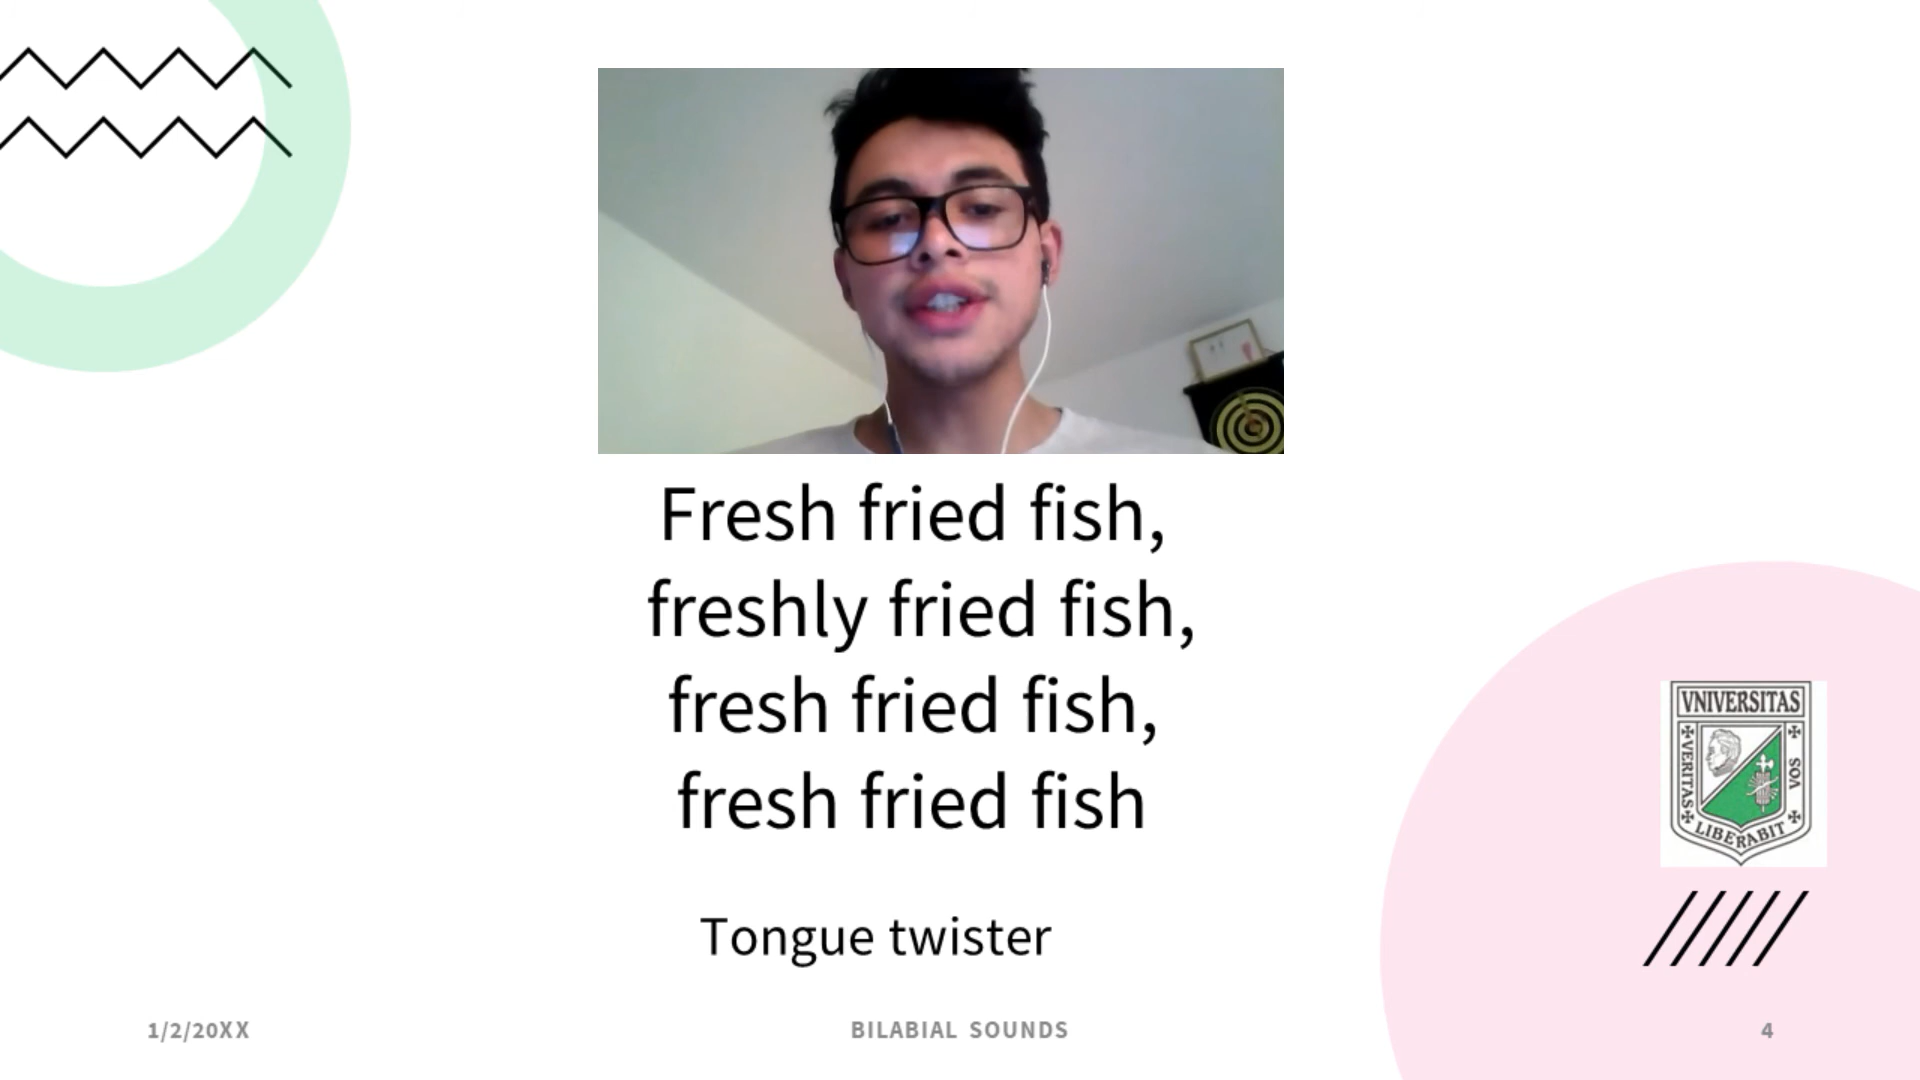 Fresh fried fish,
freshly fried fish,
fresh fried fish,
fresh fried fish
Tongue twister
VNIVERSITAS
VERITAS
VOS
LIBERABIT
1/2/20XX
BILABIAL SOUNDS
4